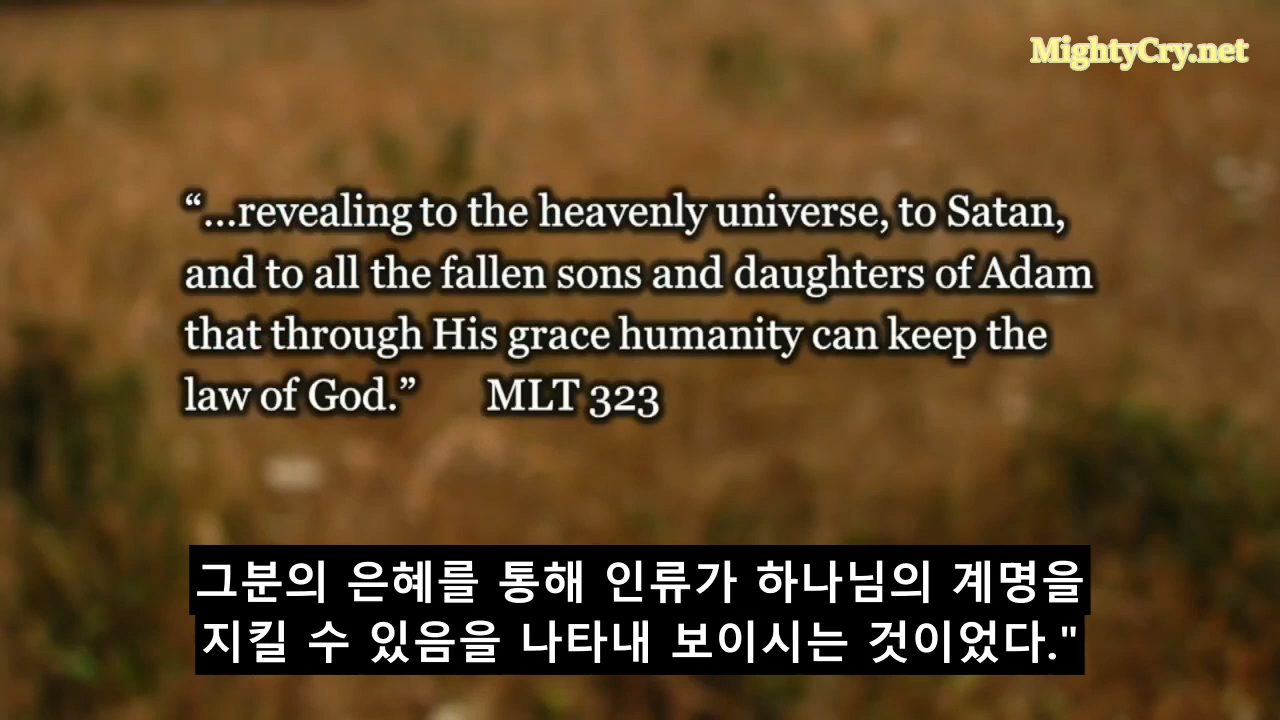 MightyCry.net
“...revealing to the heavenly universe, to Satan,
and to all the fallen sons and daughters of Adam
that through His grace humanity can keep the
law of God.” MLT 323
그분의 은혜를 통해 인류가 하나님의 계명을
지킬 수 있음을 나타내 보이시는 것이었다."